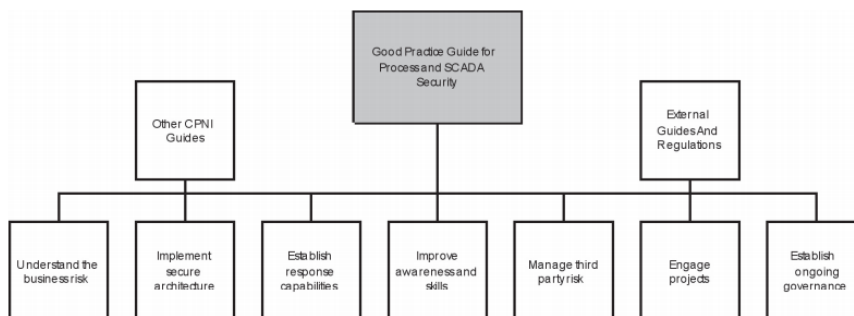 Good Practice Guide for
Process and SCADA
Security
Other CPNI
Guides
External
Guides And
Regulations
Understand the
business risk
Implement
secure
architecture
Establish
response
capabilities
Improve
awareness and
skills
Manage third
party risk
Engage
projects
Establish
ongoing
governance